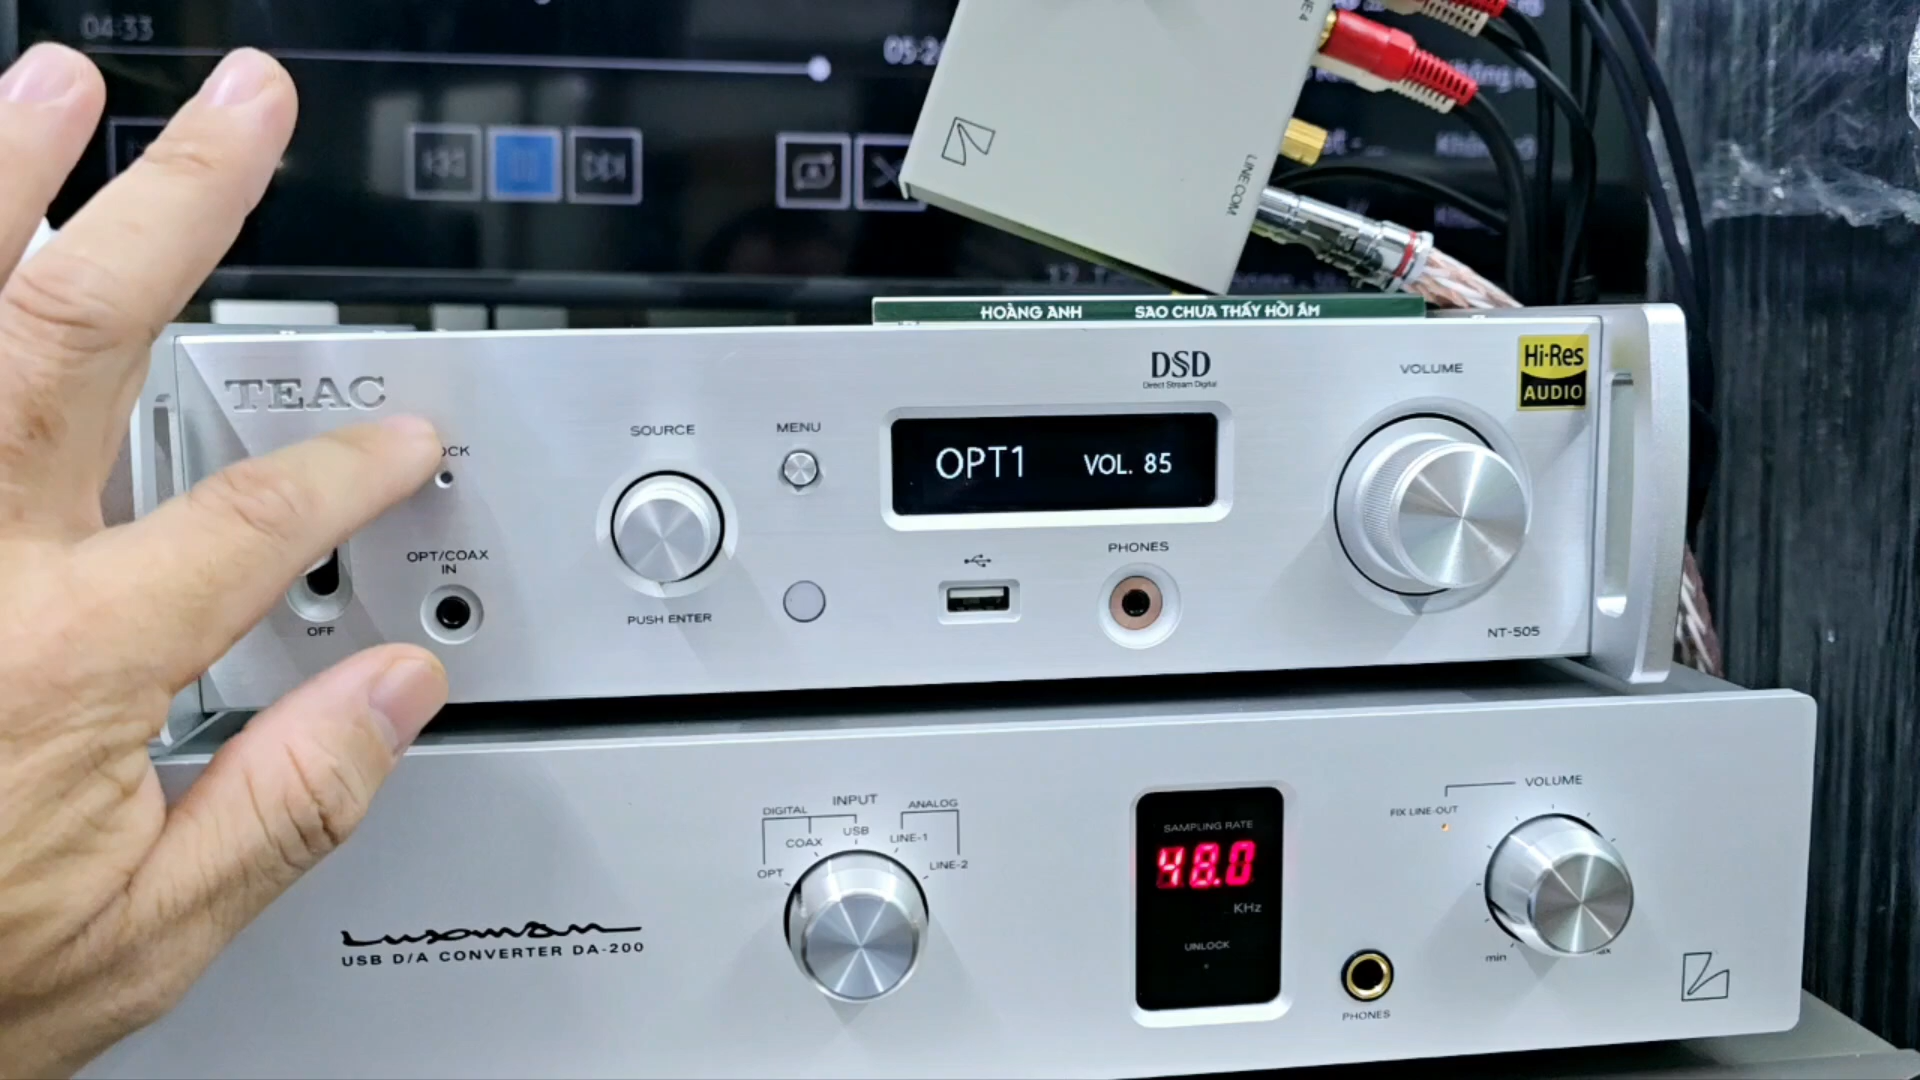 04:33
LINE COM
HOÀNG ANH SAO CHƯA THẤY HỒI ÂM
TEAC
DSD
Direct Stream Digital
VOLUME
Hi-Res
AUDIO
SOURCE
MENU
OPT1 VOL. 85
OPT/COAX
IN
PHONES
OFF
PUSH ENTER
NT-505
INPUT
DIGITAL
ANALOG
COAX
USB
LINE-1
OPT
LINE-2
SAMPLING RATE
48.0
KHz
UNLOCK
VOLUME
FIX LINE-OUT
min
PHONES
Luxman
USB D/A CONVERTER DA-200